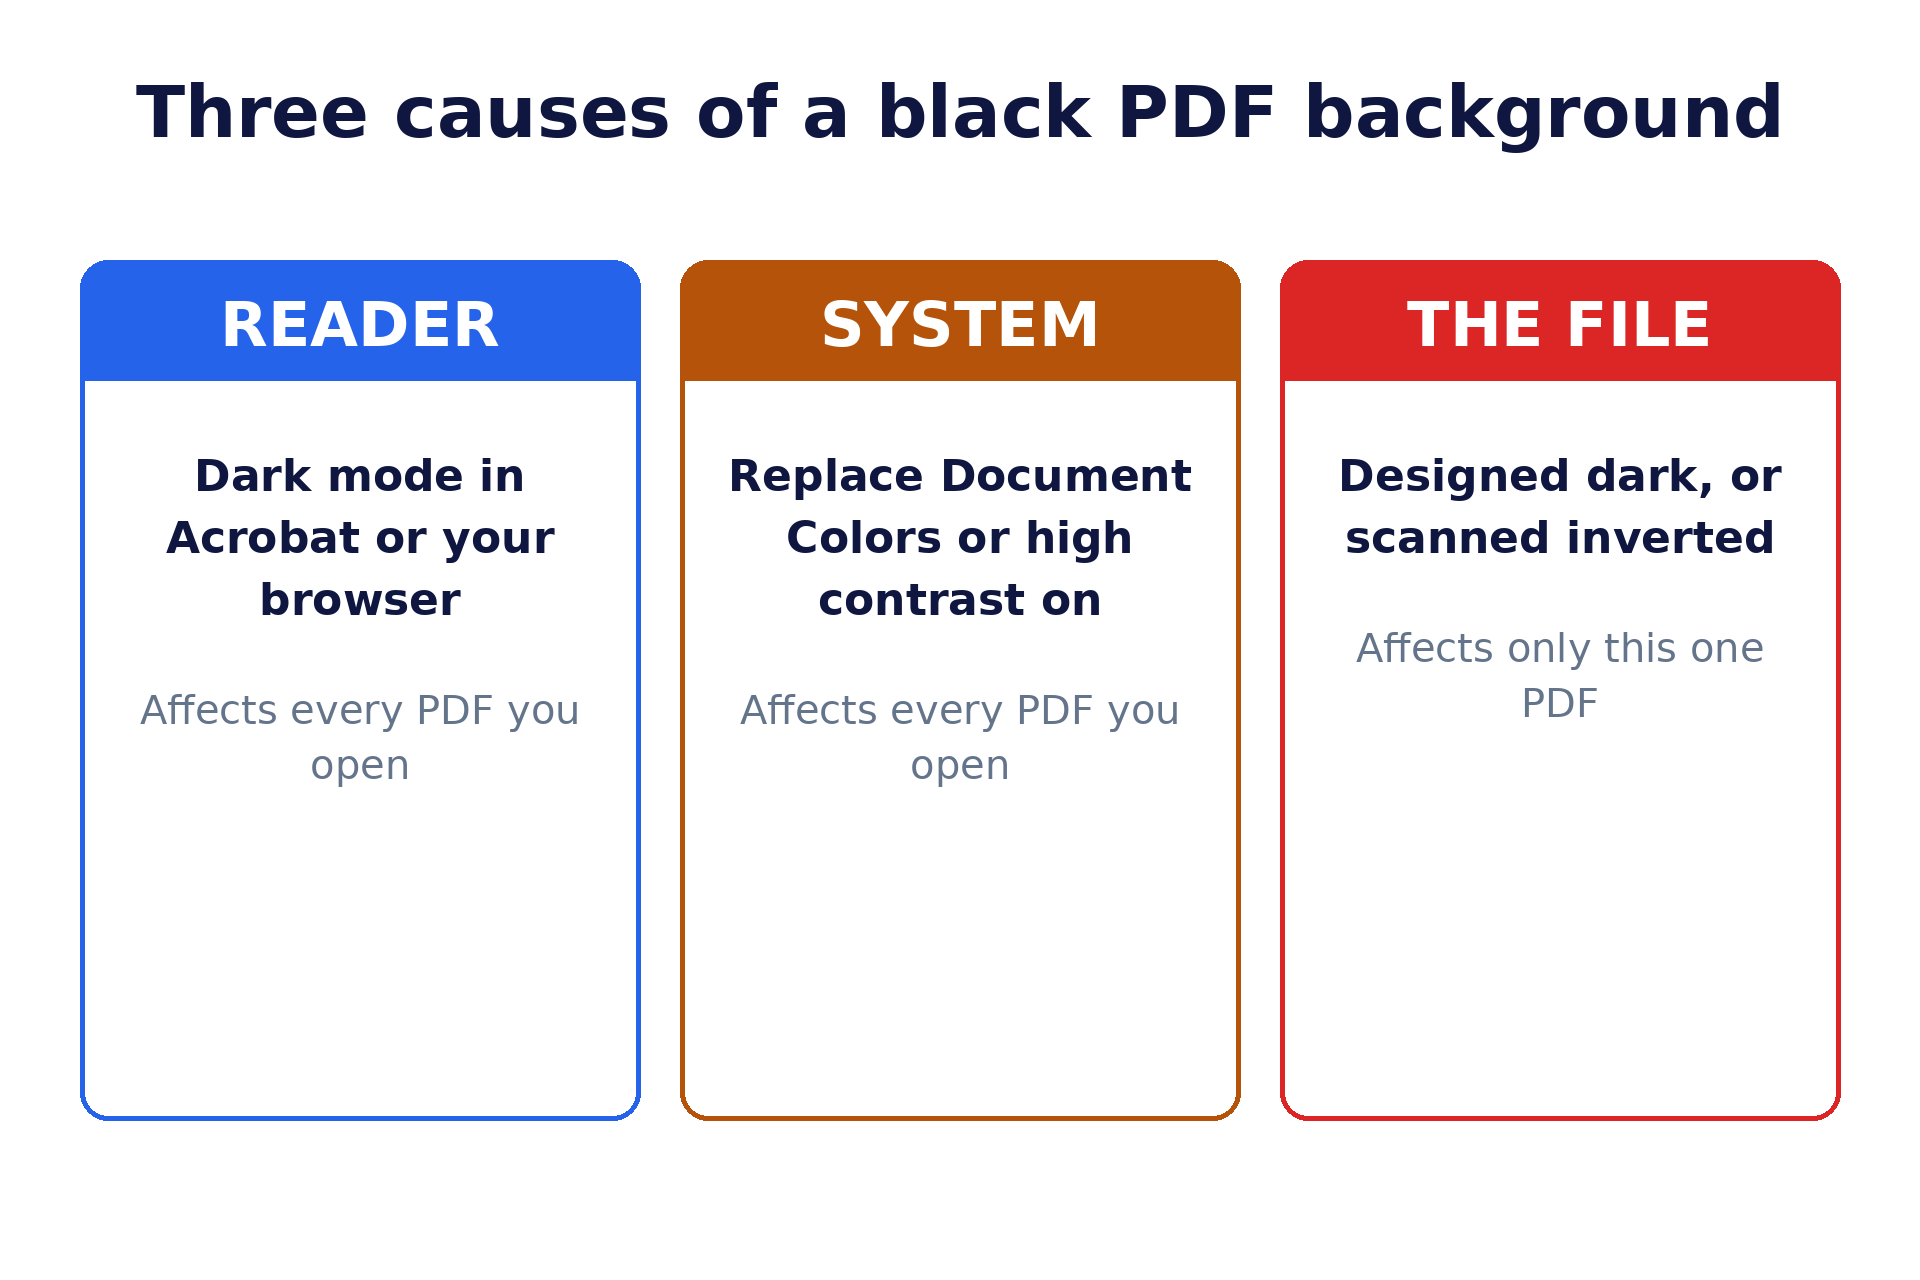 Three causes of a black PDF background
READER
Dark mode in
Acrobat or your
browser
Affects every PDF you
open
SYSTEM
Replace Document
Colors or high
contrast on
Affects every PDF you
open
THE FILE
Designed dark, or
scanned inverted
Affects only this one
PDF